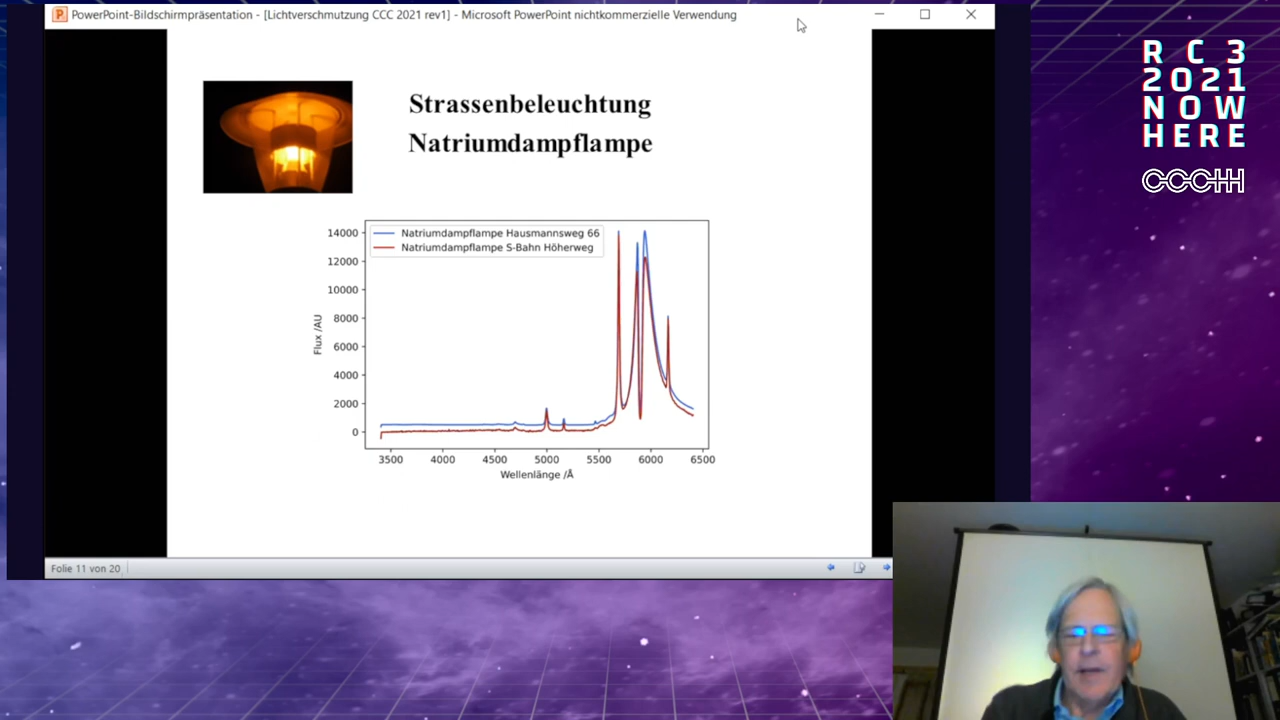 PowerPoint-Bildschirmpräsentation - [Lichtverschmutzung CCC 2021 rev1] - Microsoft PowerPoint nichtkommerzielle Verwendung
RC3
2021
NOW
HERE
CCCHH
Strassenbeleuchtung
Natriumdampflampe
Natriumdampflampe Hausmannsweg 66
Natriumdampflampe S-Bahn Höherweg
14000
12000
10000
8000
6000
4000
2000
0
Flux /AU
3500 4000 4500 5000 5500 6000 6500
Wellenlänge /Å
Folie 11 von 20